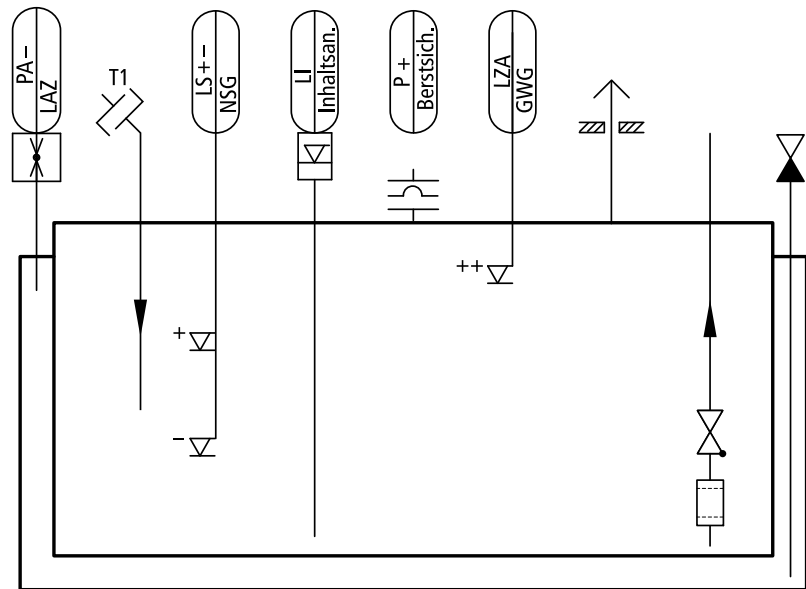 PA−
LAZ
T1
LS+−
NSG
LI
Inhaltsan.
P +
Berstsich.
LZA
GWG
++
+
−